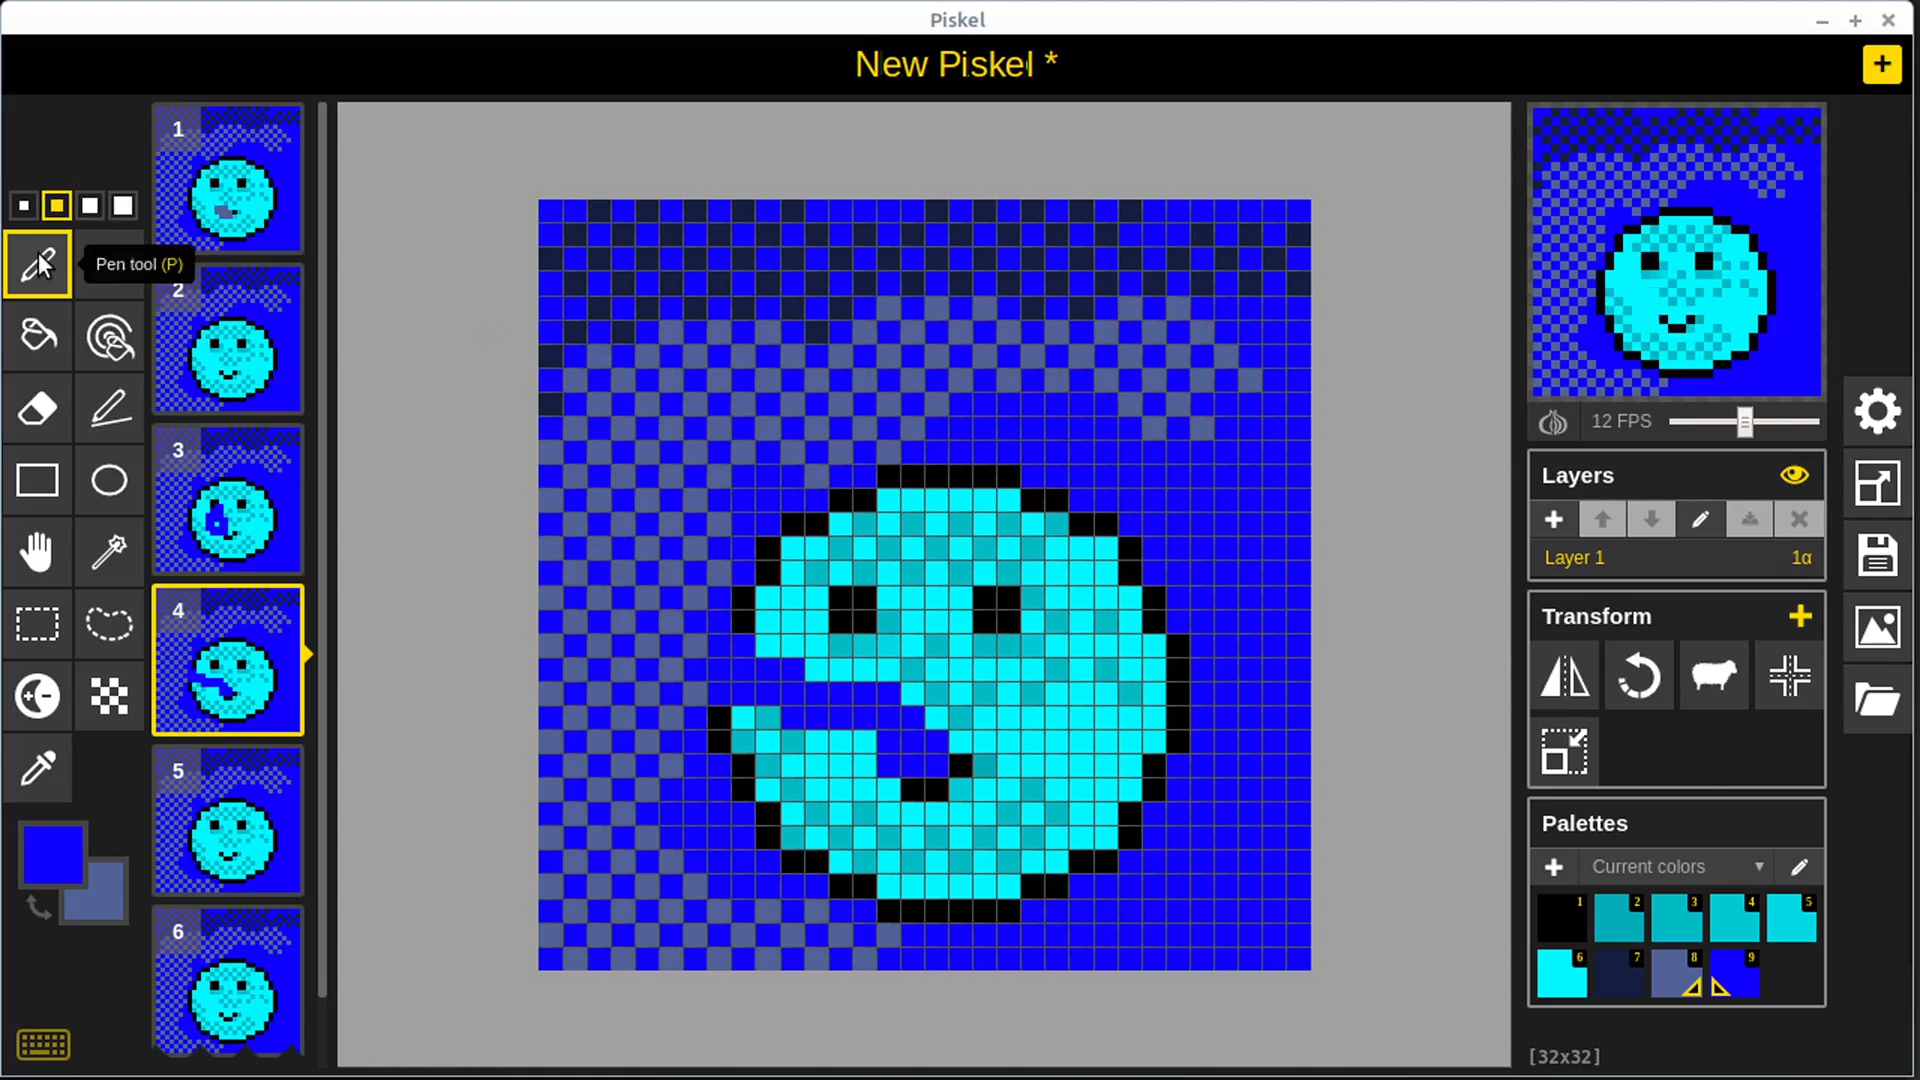 Piskel
New Piskel *
1
Pen tool (P)
2
3
4
5
6
12 FPS
Layers
Layer 1
1α
Transform
Palettes
Current colors
1 2 3 4 5
6 7 8 9
[32x32]